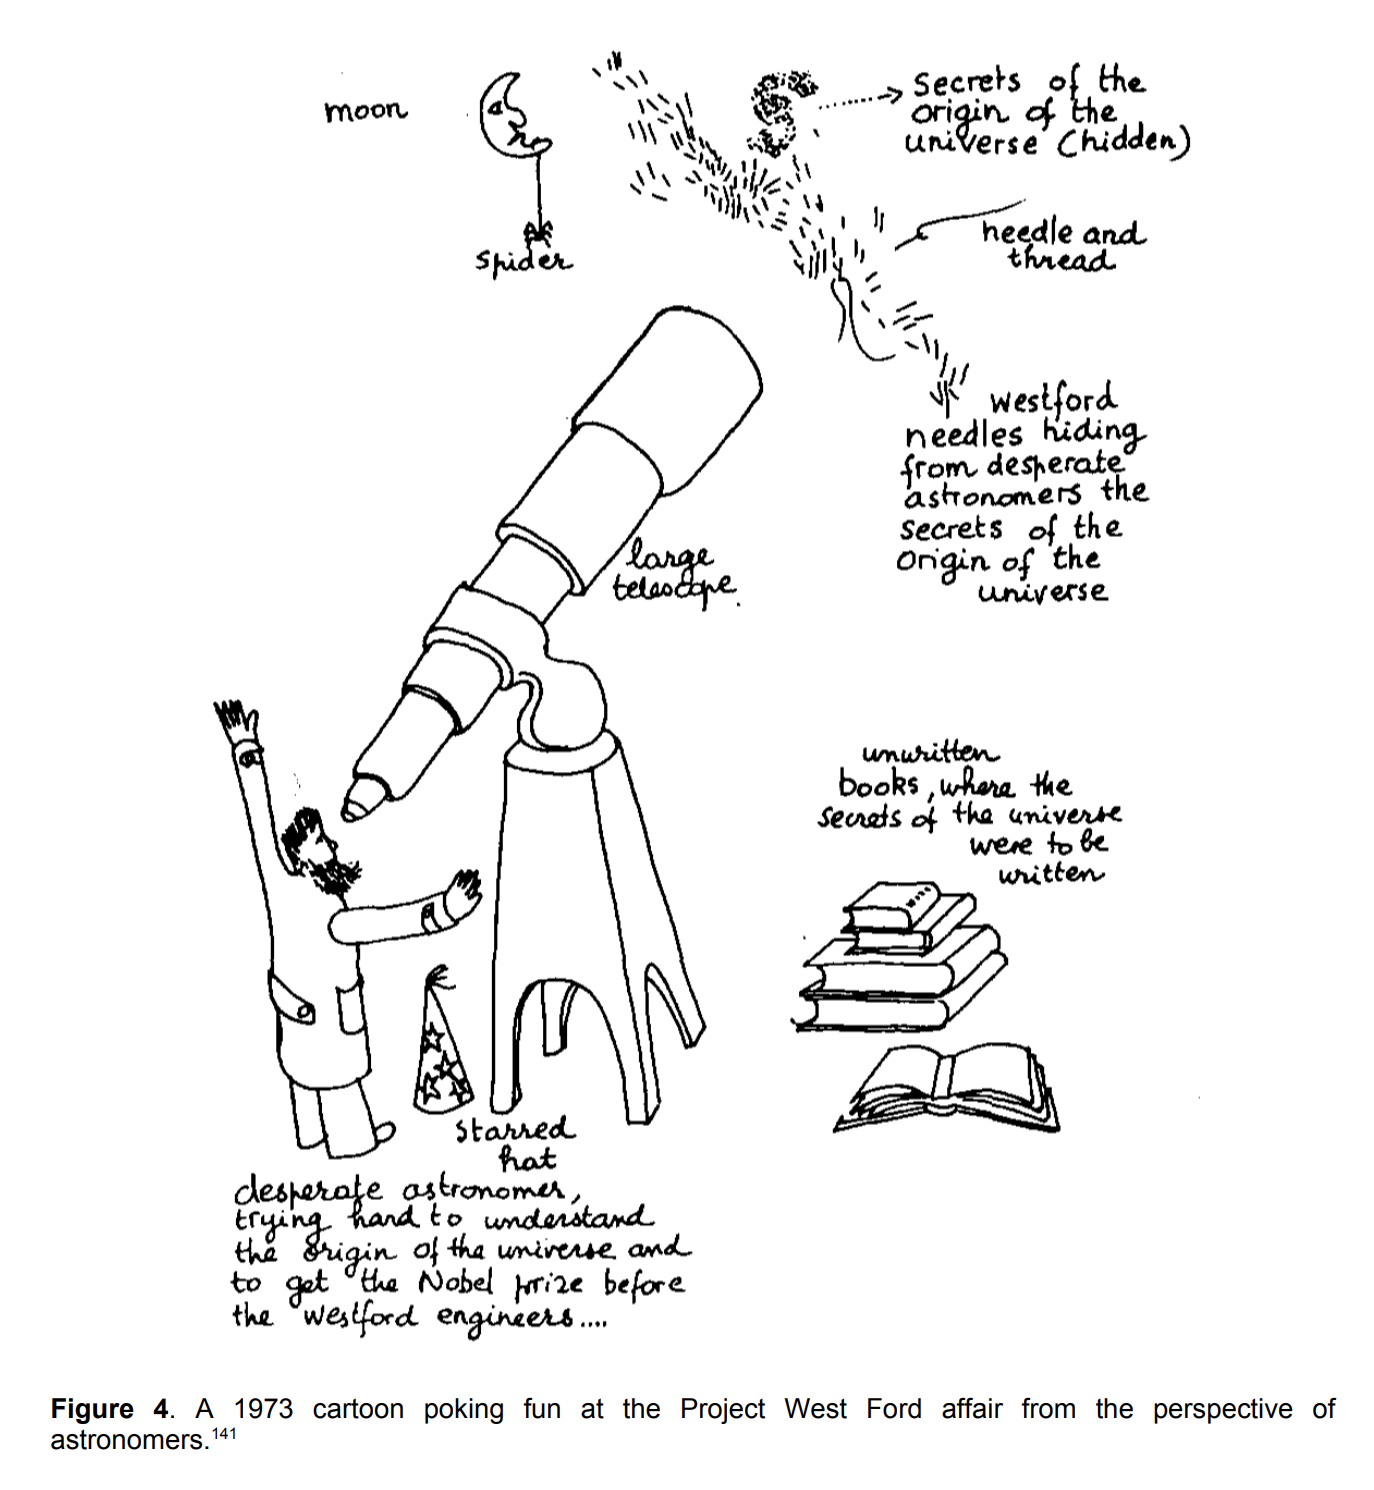 moon
spider
secrets of the
origin of the
universe (hidden)
needle and
thread
westford
needles hiding
from desperate
astronomers the
secrets of the
origin of the
universe
large
telescope.
unwritten
books, where the
secrets of the universe
were to be
written
starred
hat
desperate astronomer,
trying hard to understand
the origin of the universe and
to get the Nobel prize before
the westford engineers....
Figure 4. A 1973 cartoon poking fun at the Project West Ford affair from the perspective of
astronomers.141